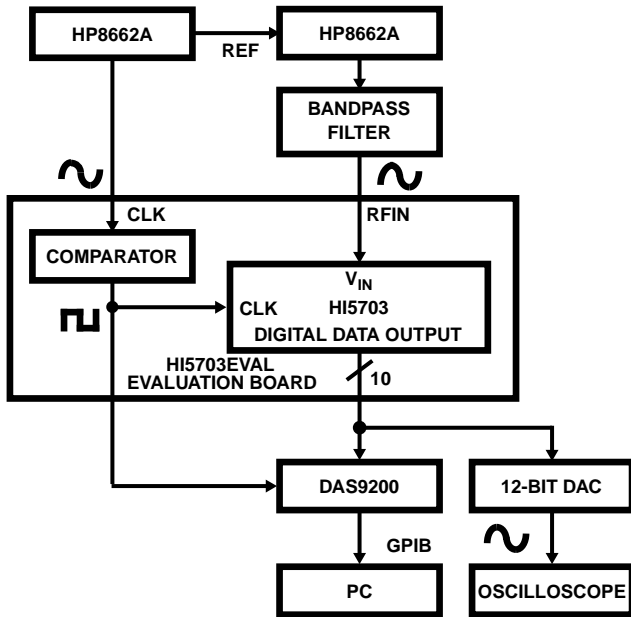 HP8662A
REF
HP8662A
BANDPASS
FILTER
CLK
RFIN
COMPARATOR
VIN
CLK
HI5703
DIGITAL DATA OUTPUT
HI5703EVAL
EVALUATION BOARD
10
DAS9200
12-BIT DAC
GPIB
PC
OSCILLOSCOPE